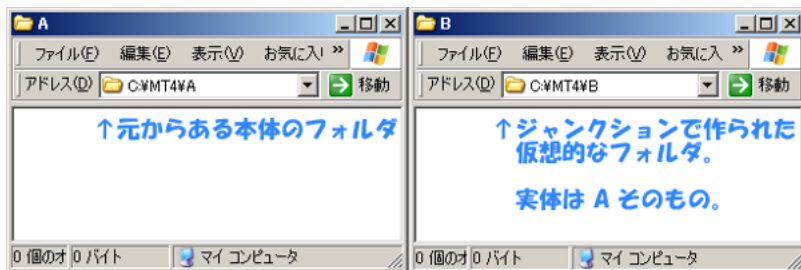 A
ファイル(F) 編集(E) 表示(V) お気に入り »
アドレス(D) C:¥MT4¥A 移動
↑元からある本体のフォルダ
0 個のオ 0 バイト マイ コンピュータ
B
ファイル(F) 編集(E) 表示(V) お気に入 »
アドレス(D) C:¥MT4¥B 移動
↑ジャンクションで作られた
仮想的なフォルダ。
実体は A そのもの。
0 個のオ 0 バイト マイ コンピュータ